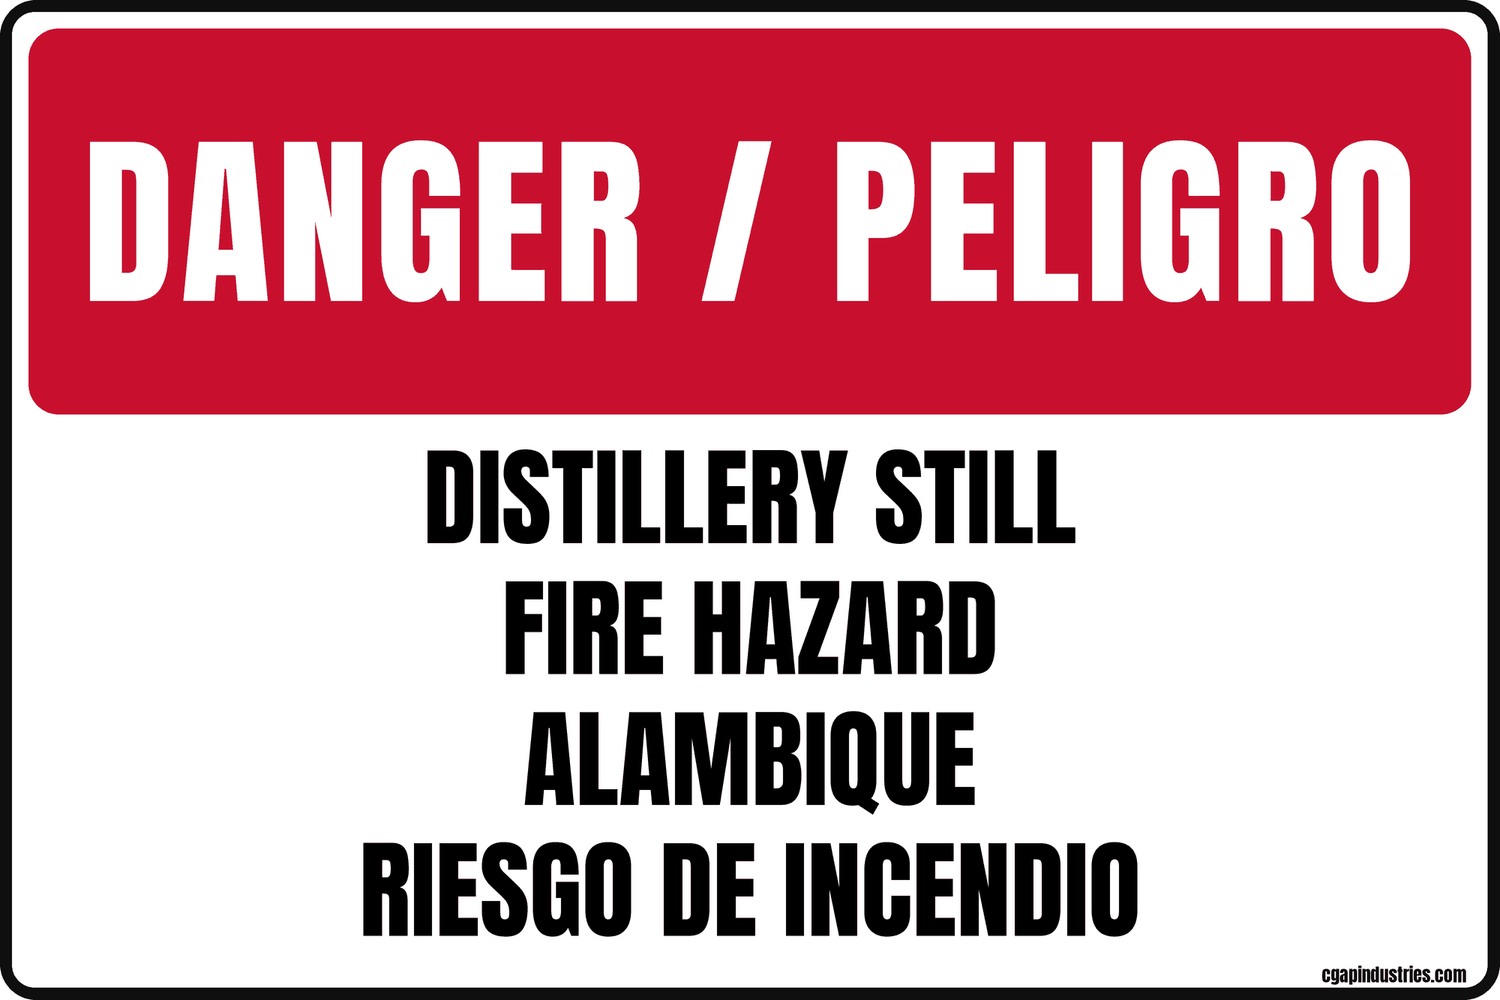 DANGER / PELIGRO
DISTILLERY STILL
FIRE HAZARD
ALAMBIQUE
RIESGO DE INCENDIO
cgapindustries.com